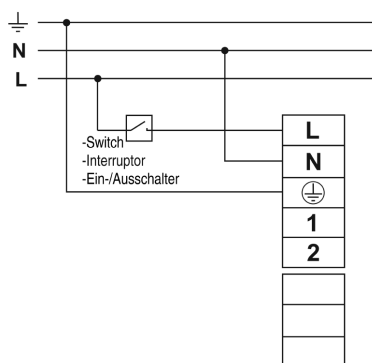 ⏚
N
L
-Switch
-Interruptor
-Ein-/Ausschalter
L
N
1
2